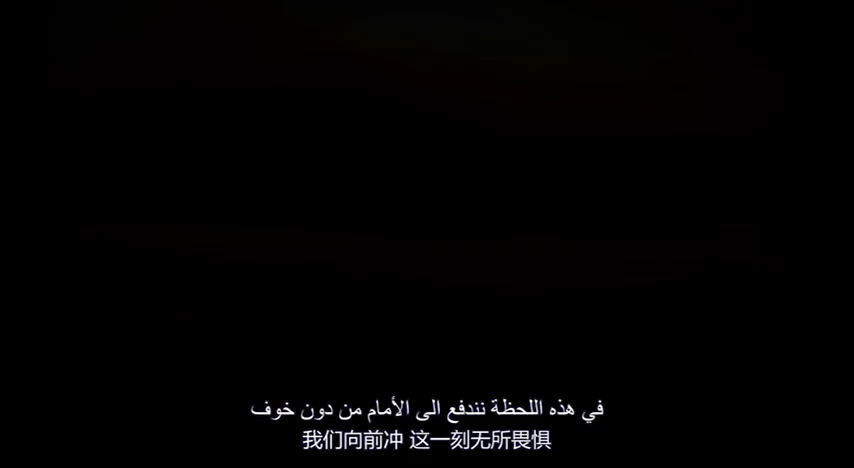 في هذه اللحظة نندفع الى الأمام من دون خوف
我们向前冲 这一刻无所畏惧